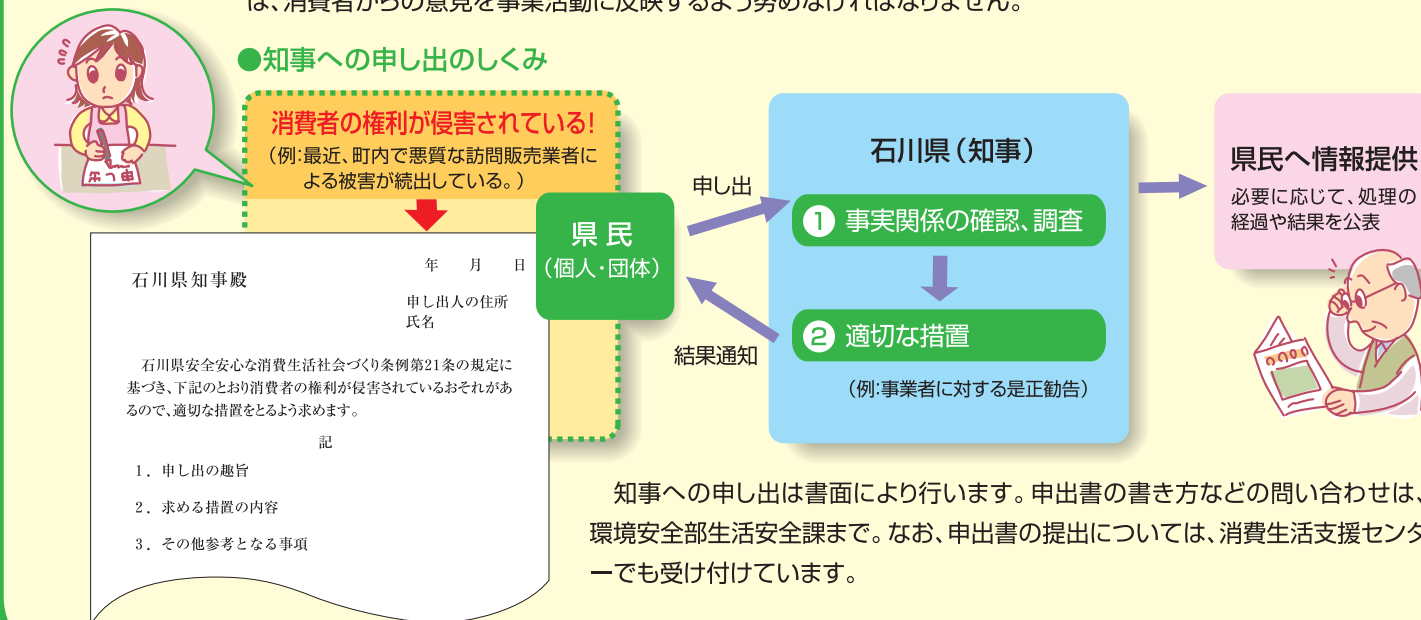 は、消費者からの意見を事業活動に反映するよう努めなければなりません。
●知事への申し出のしくみ
消費者の権利が侵害されている!
(例:最近、町内で悪質な訪問販売業者に
よる被害が続出している。)
申し出
石川県知事殿
年 月 日
申し出人の住所
氏名
石川県安全安心な消費生活社会づくり条例第21条の規定に
基づき、下記のとおり消費者の権利が侵害されているおそれがあ
るので、適切な措置をとるよう求めます。
記
1．申し出の趣旨
2．求める措置の内容
3．その他参考となる事項
県民
(個人・団体)
申し出
結果通知
石川県(知事)
1 事実関係の確認、調査
2 適切な措置
(例:事業者に対する是正勧告)
県民へ情報提供
必要に応じて、処理の
経過や結果を公表
知事への申し出は書面により行います。申出書の書き方などの問い合わせは、
環境安全部生活安全課まで。なお、申出書の提出については、消費生活支援センタ
ーでも受け付けています。